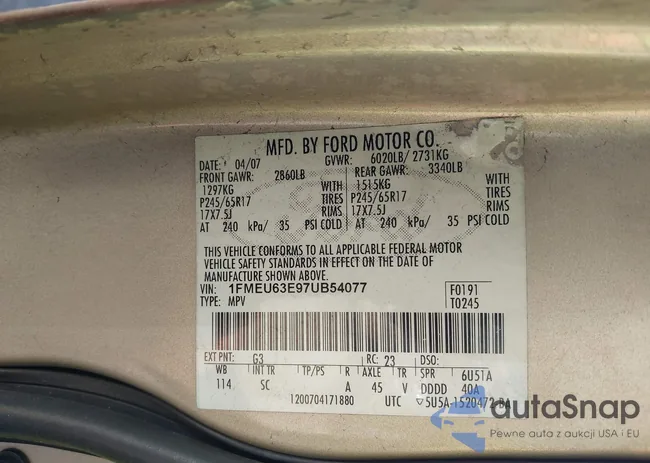 MFD. BY FORD MOTOR CO.
DATE: 04/07 GVWR: 6020LB/ 2731KG
FRONT GAWR: 2860LB REAR GAWR: 3340LB
1297KG WITH 1515KG WITH
P245/65R17 TIRES P245/65R17 TIRES
17X7.5J RIMS 17X7.5J RIMS
AT 240 kPa/ 35 PSI COLD AT 240 kPa/ 35 PSI COLD
THIS VEHICLE CONFORMS TO ALL APPLICABLE FEDERAL MOTOR
VEHICLE SAFETY STANDARDS IN EFFECT ON THE DATE OF
MANUFACTURE SHOWN ABOVE.
VIN: 1FMEU63E97UB54077 F0191
TYPE: MPV T0245
EXT PNT: G3 RC: 23 DSO:
WB INT TR TP/PS R AXLE TR SPR 6U5TA
114 SC A 45 V DDDD 40A
1200704171880 UTC 5U5A-1520472-BA
autoSnap
Pewne auta z aukcji USA i EU